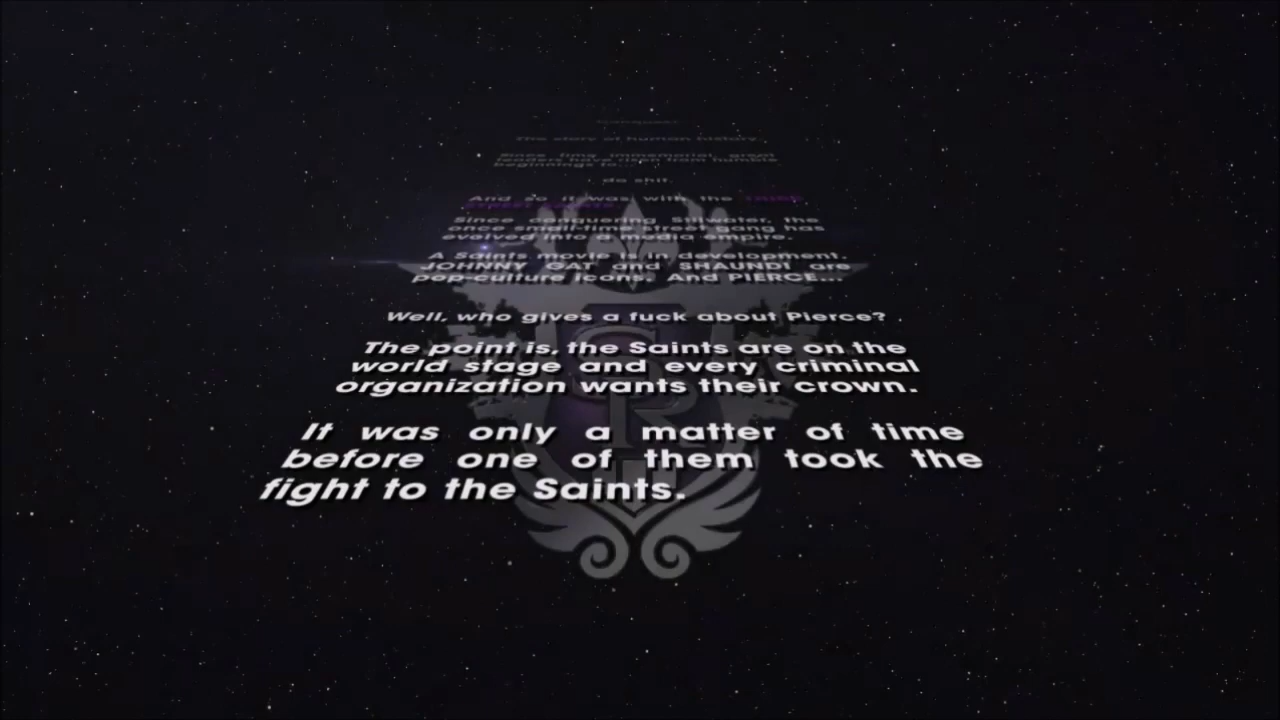 Conquest.
The story of human history.
Since time immemorial, great
leaders have risen from humble
beginnings to...
do shit.
And so it was with the THIRD
STREET SAINTS.
Since conquering Stilwater, the
once small-time street gang has
evolved into a media empire.
A Saints movie is in development.
JOHNNY GAT and SHAUNDI are
pop-culture icons. And PIERCE...
Well, who gives a fuck about Pierce?
The point is, the Saints are on the
world stage and every criminal
organization wants their crown.
It was only a matter of time
before one of them took the
fight to the Saints.
SR